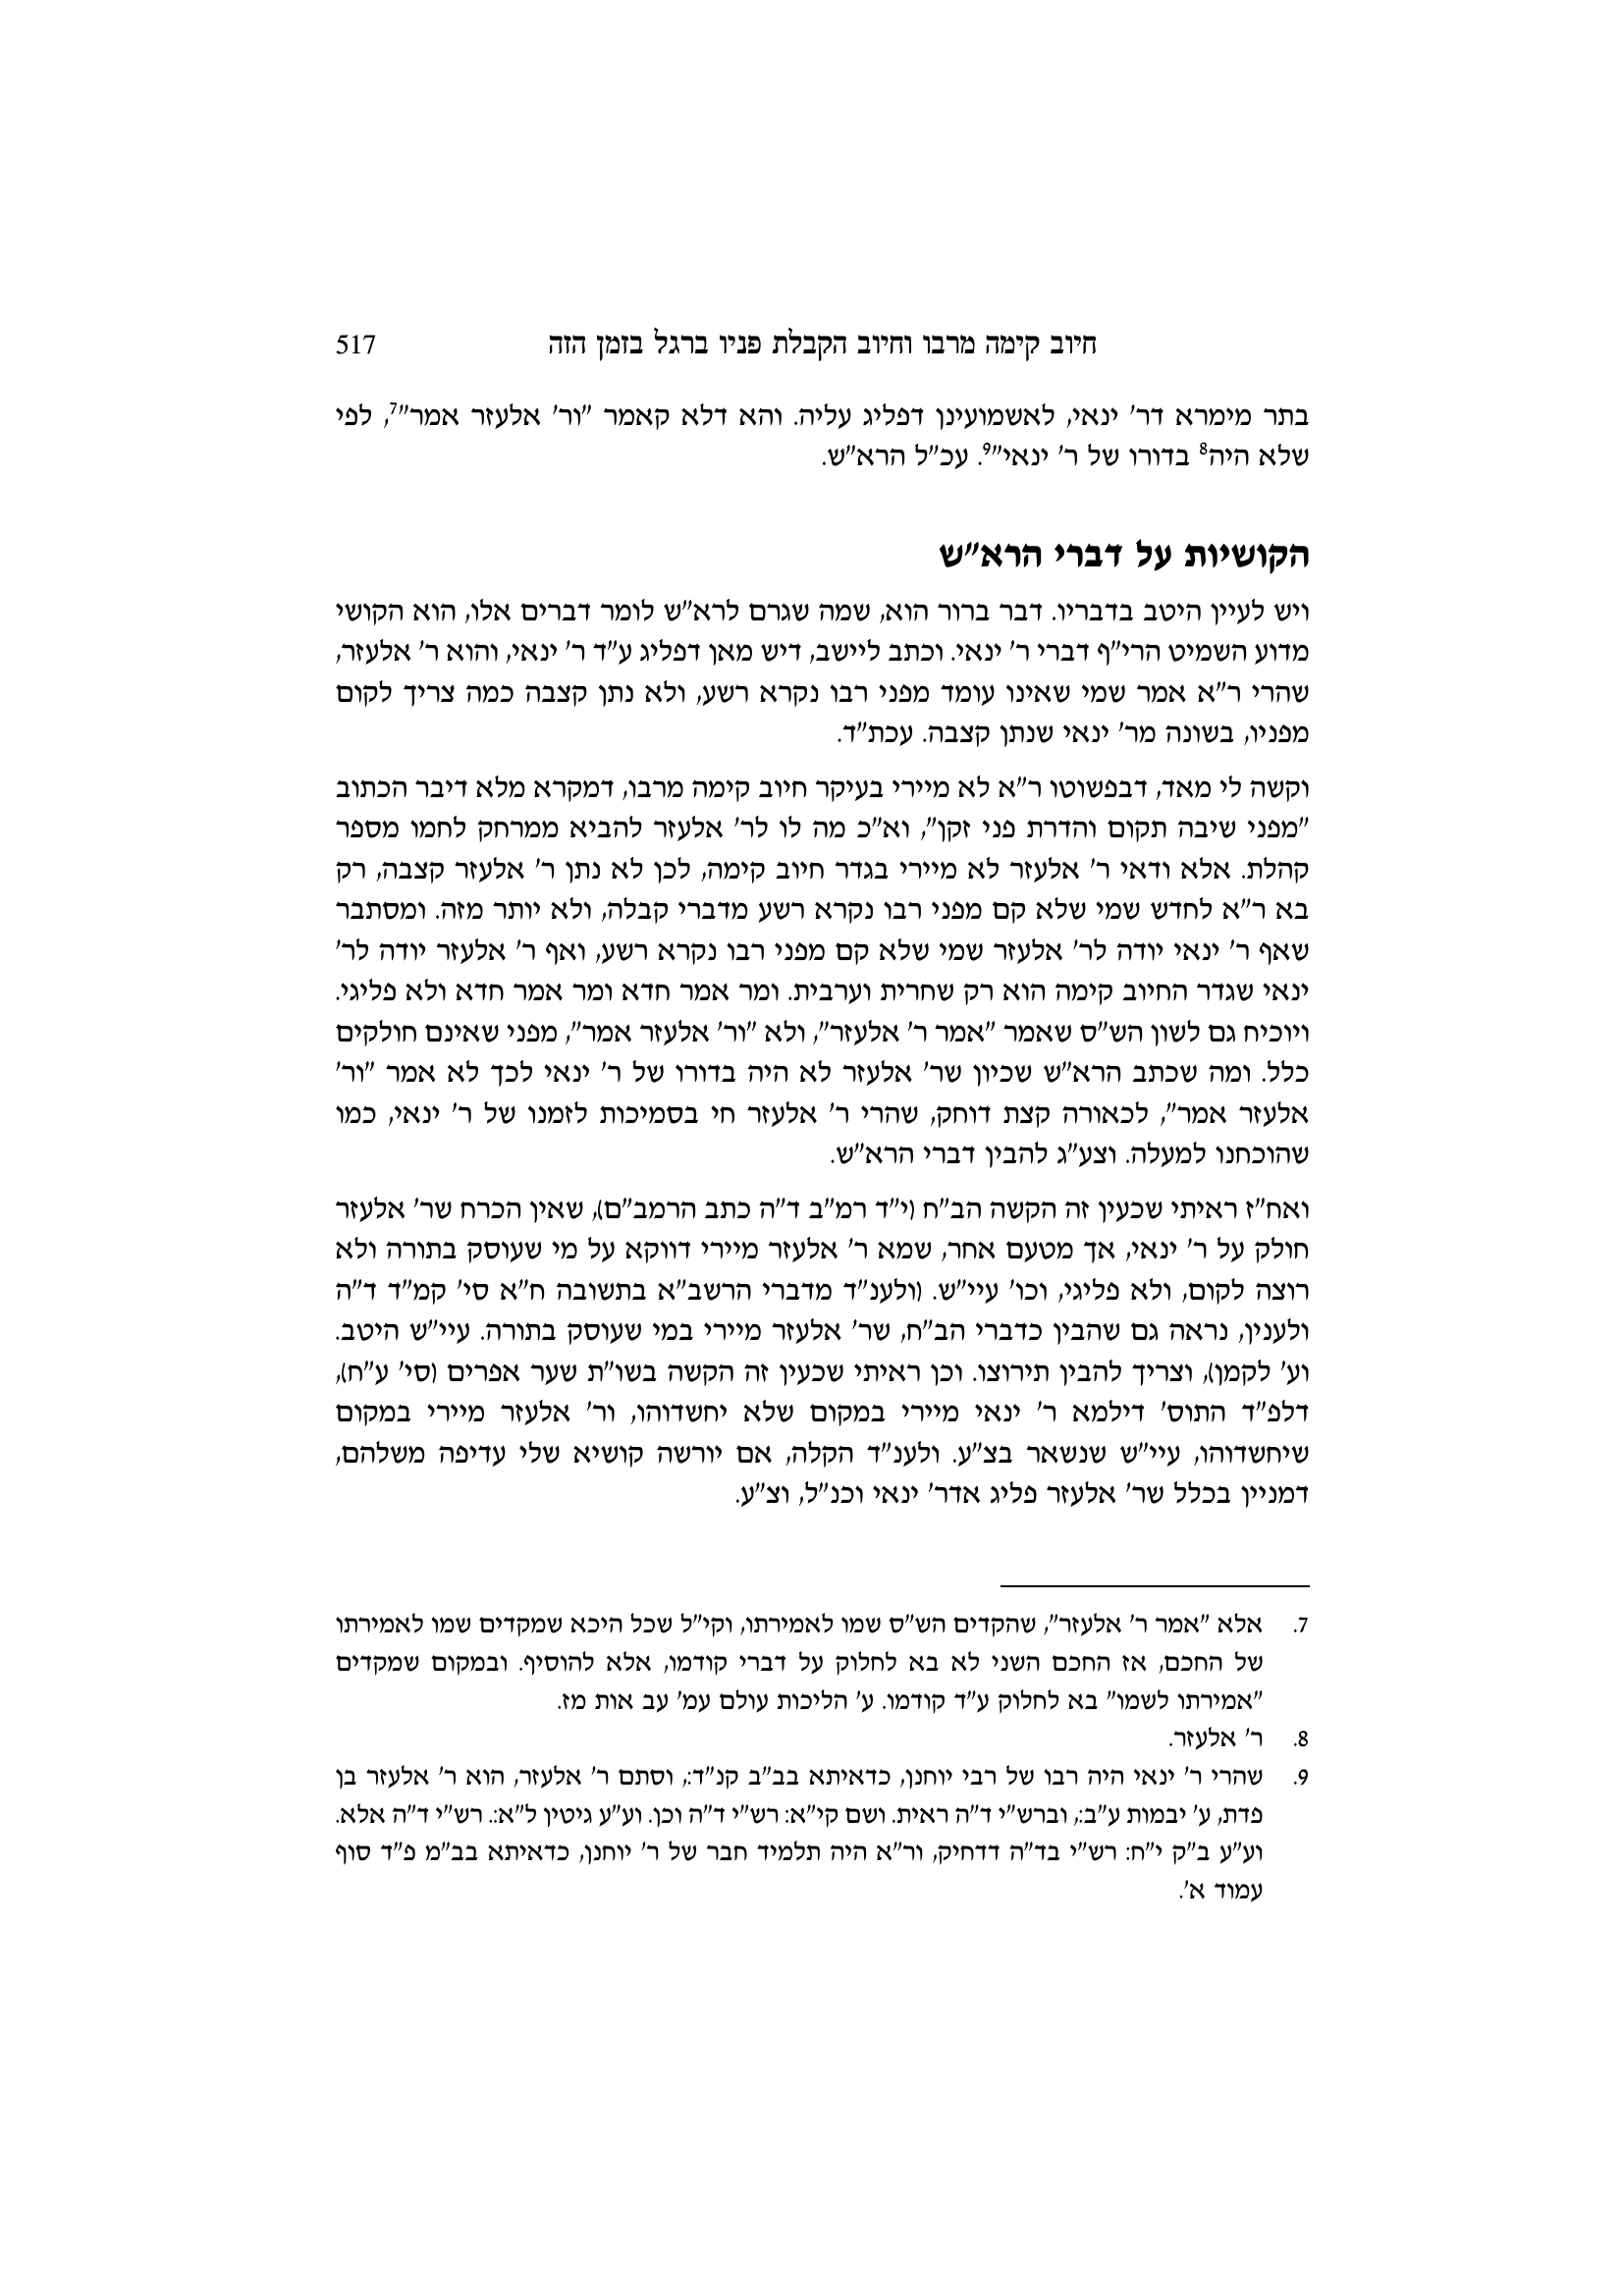 חיוב קימה מרבו וחיוב הקבלת פניו ברגל בזמן הזה 517
בתר מימרא דר' ינאי, לאשמועינן דפליג עליה. והא דלא קאמר "ור' אלעזר אמר"7, לפי
שלא היה8 בדורו של ר' ינאי"9. עכ"ל הרא"ש.
הקושיות על דברי הרא"ש
ויש לעיין היטב בדבריו. דבר ברור הוא, שמה שגרם לרא"ש לומר דברים אלו, הוא הקושי
מדוע השמיט הרי"ף דברי ר' ינאי. וכתב ליישב, דיש מאן דפליג ע"ד ר' ינאי, והוא ר' אלעזר,
שהרי ר"א אמר שמי שאינו עומד מפני רבו נקרא רשע, ולא נתן קצבה כמה צריך לקום
מפניו, בשונה מר' ינאי שנתן קצבה. עכת"ד.
וקשה לי מאד, דבפשוטו ר"א לא מיירי בעיקר חיוב קימה מרבו, דמקרא מלא דיבר הכתוב
"מפני שיבה תקום והדרת פני זקן", וא"כ מה לו לר' אלעזר להביא ממרחק לחמו מספר
קהלת. אלא ודאי ר' אלעזר לא מיירי בגדר חיוב קימה, לכן לא נתן ר' אלעזר קצבה, רק
בא ר"א לחדש שמי שלא קם מפני רבו נקרא רשע מדברי קבלה, ולא יותר מזה. ומסתבר
שאף ר' ינאי יודה לר' אלעזר שמי שלא קם מפני רבו נקרא רשע, ואף ר' אלעזר יודה לר'
ינאי שגדר החיוב קימה הוא רק שחרית וערבית. ומר אמר חדא ומר אמר חדא ולא פליגי.
ויוכיח גם לשון הש"ס שאמר "אמר ר' אלעזר", ולא "ור' אלעזר אמר", מפני שאינם חולקים
כלל. ומה שכתב הרא"ש שכיון שר' אלעזר לא היה בדורו של ר' ינאי לכך לא אמר "ור'
אלעזר אמר", לכאורה קצת דוחק, שהרי ר' אלעזר חי בסמיכות לזמנו של ר' ינאי, כמו
שהוכחנו למעלה. וצע"ג להבין דברי הרא"ש.
ואח"ז ראיתי שכעין זה הקשה הב"ח (י"ד רמ"ב ד"ה כתב הרמב"ם), שאין הכרח שר' אלעזר
חולק על ר' ינאי, אך מטעם אחר, שמא ר' אלעזר מיירי דווקא על מי שעוסק בתורה ולא
רוצה לקום, ולא פליגי, וכו' עיי"ש. (ולענ"ד מדברי הרשב"א בתשובה ח"א סי' קמ"ד ד"ה
ולענין, נראה גם שהבין כדברי הב"ח, שר' אלעזר מיירי במי שעוסק בתורה. עיי"ש היטב.
וע' לקמן), וצריך להבין תירוצו. וכן ראיתי שכעין זה הקשה בשו"ת שער אפרים (סי' ע"ח),
דלפ"ד התוס' דילמא ר' ינאי מיירי במקום שלא יחשדוהו, ור' אלעזר מיירי במקום
שיחשדוהו, עיי"ש שנשאר בצ"ע. ולענ"ד הקלה, אם יורשה קושיא שלי עדיפה משלהם,
דמניין בכלל שר' אלעזר פליג אדר' ינאי וכנ"ל, וצ"ע.
7. אלא "אמר ר' אלעזר", שהקדים הש"ס שמו לאמירתו, וקי"ל שכל היכא שמקדים שמו לאמירתו
של החכם, אז החכם השני לא בא לחלוק על דברי קודמו, אלא להוסיף. ובמקום שמקדים
"אמירתו לשמו" בא לחלוק ע"ד קודמו. ע' הליכות עולם עמ' עב אות מז.
8. ר' אלעזר.
9. שהרי ר' ינאי היה רבו של רבי יוחנן, כדאיתא בב"ב קנ"ד:, וסתם ר' אלעזר, הוא ר' אלעזר בן
פדת, ע' יבמות ע"ב:, וברש"י ד"ה ראית. ושם קי"א: רש"י ד"ה וכן. וע"ע גיטין ל"א:. רש"י ד"ה אלא.
וע"ע ב"ק י"ח: רש"י בד"ה דדחיק, ור"א היה תלמיד חבר של ר' יוחנן, כדאיתא בב"מ פ"ד סוף
עמוד א'.